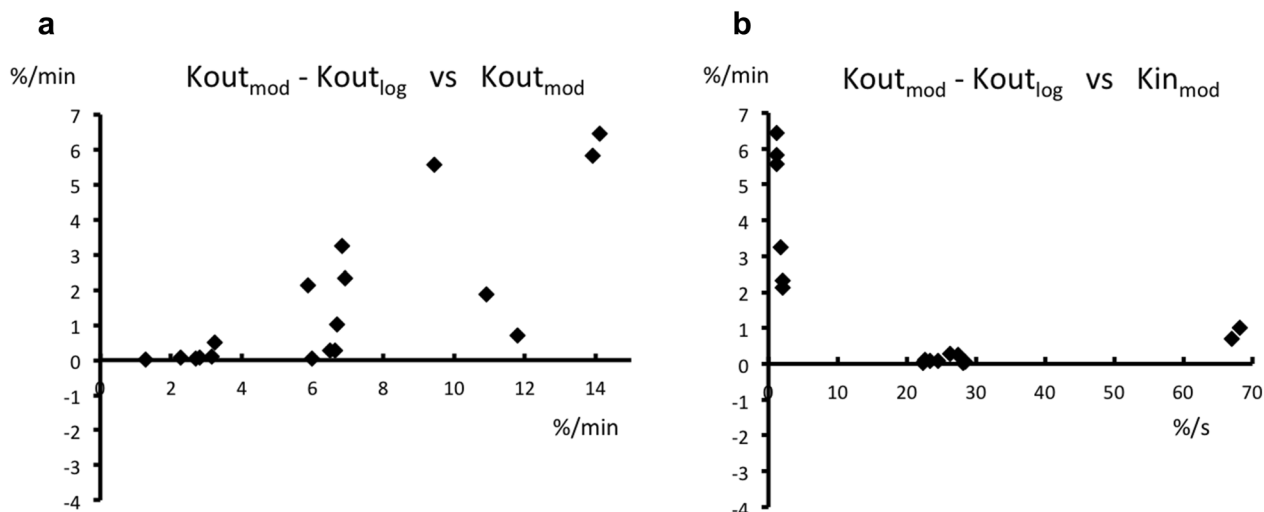 a
Koutmod - Koutlog vs Koutmod
%/min
7
6
5
4
3
2
1
0
-1
-2
-3
-4
0 2 4 6 8 10 12 14
%/min
b
Koutmod - Koutlog vs Kinmod
%/min
7
6
5
4
3
2
1
0
-1
-2
-3
-4
0 10 20 30 40 50 60 70
%/s